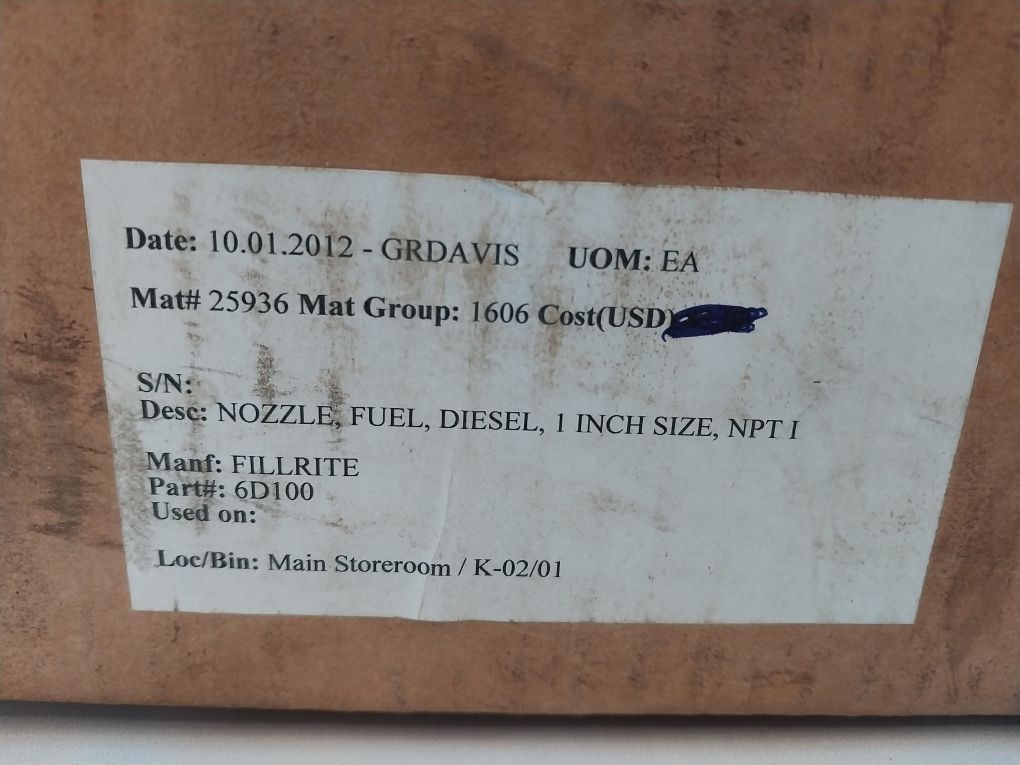 Date: 10.01.2012 - GRDAVIS UOM: EA
Mat# 25936 Mat Group: 1606 Cost(USD)
S/N:
Desc: NOZZLE, FUEL, DIESEL, 1 INCH SIZE, NPT I
Manf: FILLRITE
Part#: 6D100
Used on:
Loc/Bin: Main Storeroom / K-02/01